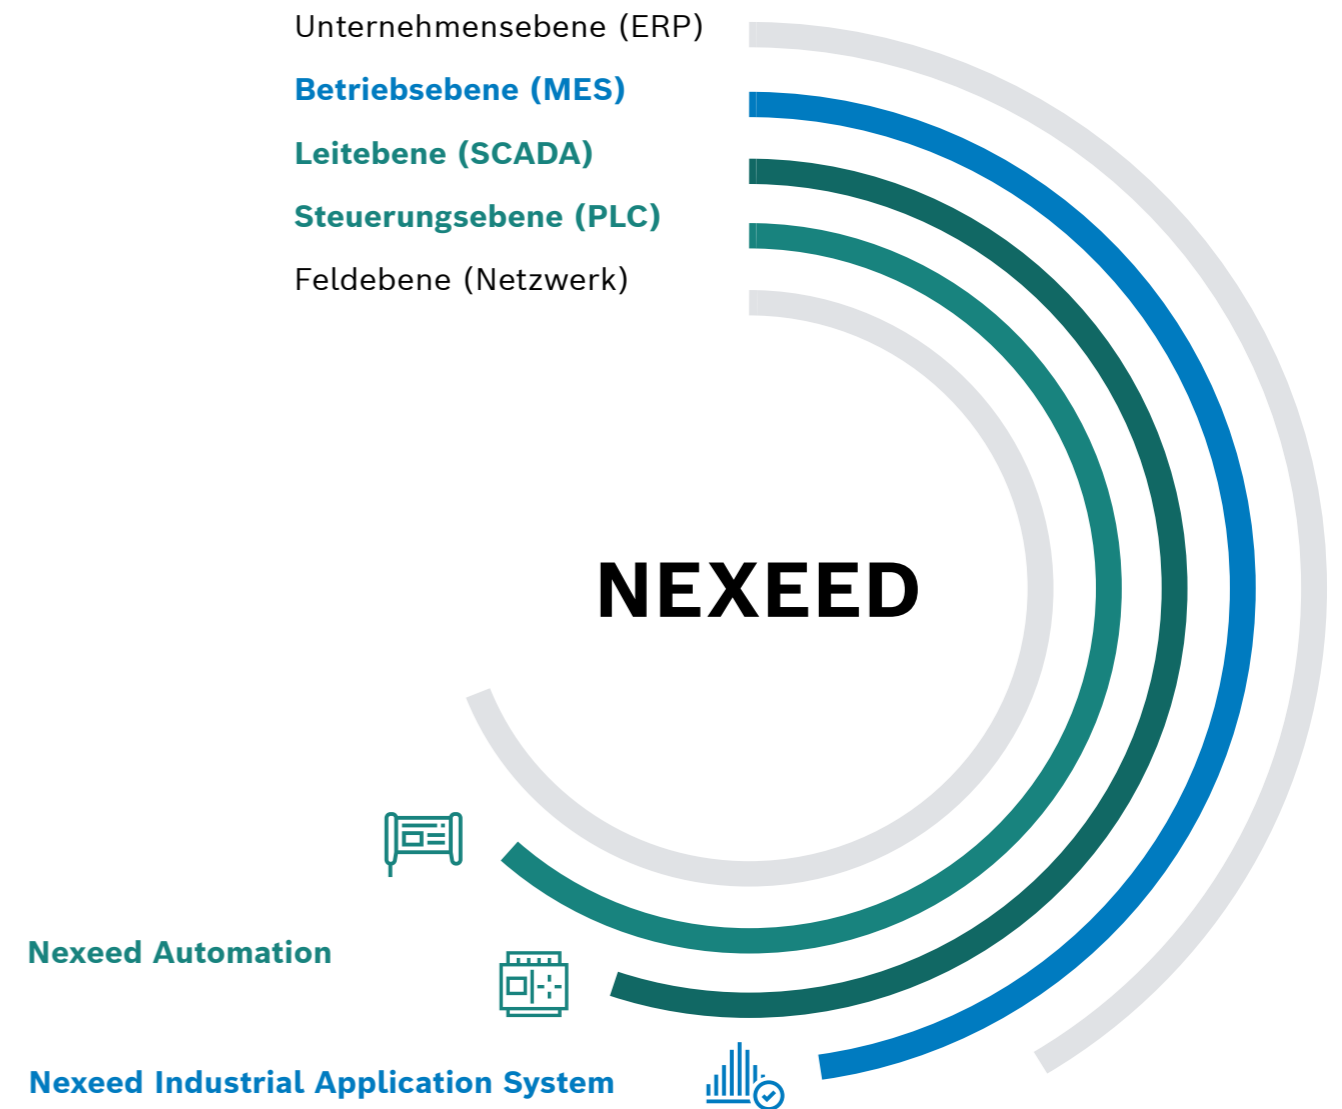 Unternehmensebene (ERP)
Betriebsebene (MES)
Leitebene (SCADA)
Steuerungsebene (PLC)
Feldebene (Netzwerk)
NEXEED
Nexeed Automation
Nexeed Industrial Application System